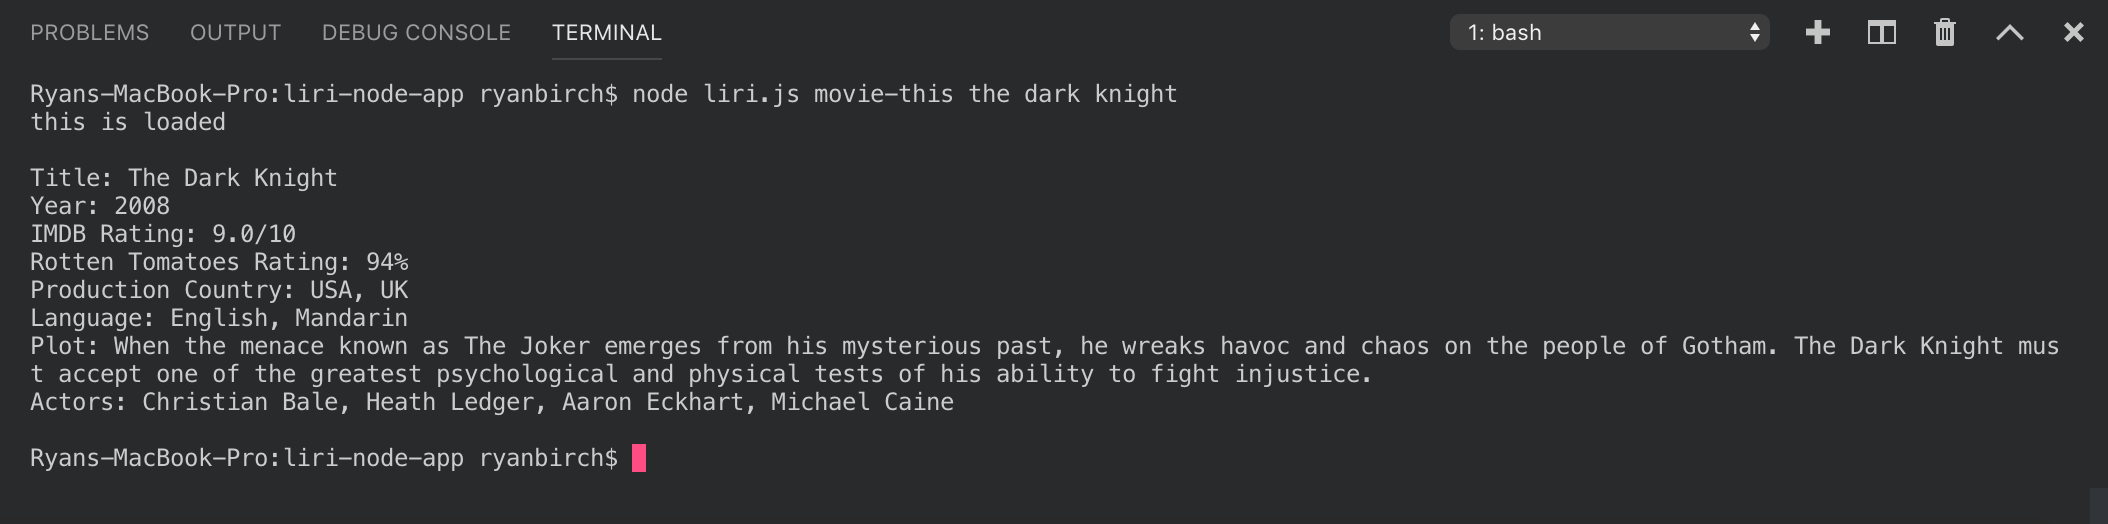 PROBLEMS OUTPUT DEBUG CONSOLE TERMINAL 1: bash
Ryans-MacBook-Pro:liri-node-app ryanbirch$ node liri.js movie-this the dark knight
this is loaded
Title: The Dark Knight
Year: 2008
IMDB Rating: 9.0/10
Rotten Tomatoes Rating: 94%
Production Country: USA, UK
Language: English, Mandarin
Plot: When the menace known as The Joker emerges from his mysterious past, he wreaks havoc and chaos on the people of Gotham. The Dark Knight mus
t accept one of the greatest psychological and physical tests of his ability to fight injustice.
Actors: Christian Bale, Heath Ledger, Aaron Eckhart, Michael Caine
Ryans-MacBook-Pro:liri-node-app ryanbirch$